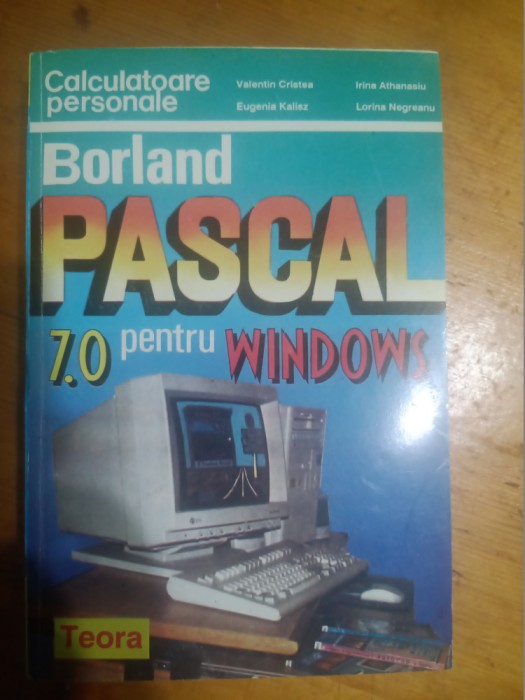 Calculatoare
personale
Valentin Cristea
Irina Athanasiu
Eugenia Kalisz
Lorina Negreanu
Borland
PASCAL
7.0 pentru WINDOWS
Teora